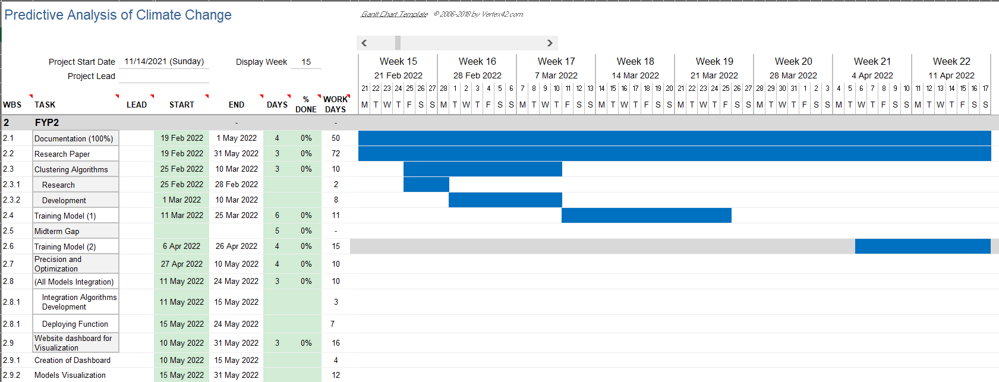 Predictive Analysis of Climate Change
Gantt Chart Template © 2006-2018 by Vertex42.com.
Project Start Date 11/14/2021 (Sunday) Display Week 15
Project Lead
Week 15 Week 16 Week 17 Week 18 Week 19 Week 20 Week 21 Week 22
21 Feb 2022 28 Feb 2022 7 Mar 2022 14 Mar 2022 21 Mar 2022 28 Mar 2022 4 Apr 2022 11 Apr 2022
21 22 23 24 25 26 27 28 1 2 3 4 5 6 7 8 9 10 11 12 13 14 15 16 17 18 19 20 21 22 23 24 25 26 27 28 29 30 31 1 2 3 4 5 6 7 8 9 10 11 12 13 14 15 16 17
WBS TASK LEAD START END DAYS % DONE WORK DAYS M T W T F S S M T W T F S S M T W T F S S M T W T F S S M T W T F S S M T W T F S S M T W T F S S M T W T F S S
2 FYP2 - -
2.1 Documentation (100%) 19 Feb 2022 1 May 2022 4 0% 50
2.2 Research Paper 19 Feb 2022 31 May 2022 3 0% 72
2.3 Clustering Algorithms 25 Feb 2022 10 Mar 2022 3 0% 10
2.3.1 Research 25 Feb 2022 28 Feb 2022 2
2.3.2 Development 1 Mar 2022 10 Mar 2022 8
2.4 Training Model (1) 11 Mar 2022 25 Mar 2022 6 0% 11
2.5 Midterm Gap 5 0% -
2.6 Training Model (2) 6 Apr 2022 26 Apr 2022 4 0% 15
2.7 Precision and Optimization 27 Apr 2022 10 May 2022 4 0% 10
2.8 (All Models Integration) 11 May 2022 24 May 2022 3 0% 10
2.8.1 Integration Algorithms Development 11 May 2022 15 May 2022 3
2.8.1 Deploying Function 15 May 2022 24 May 2022 7
2.9 Website dashboard for Visualization 10 May 2022 31 May 2022 3 0% 16
2.9.1 Creation of Dashboard 10 May 2022 15 May 2022 4
2.9.2 Models Visualization 15 May 2022 31 May 2022 12